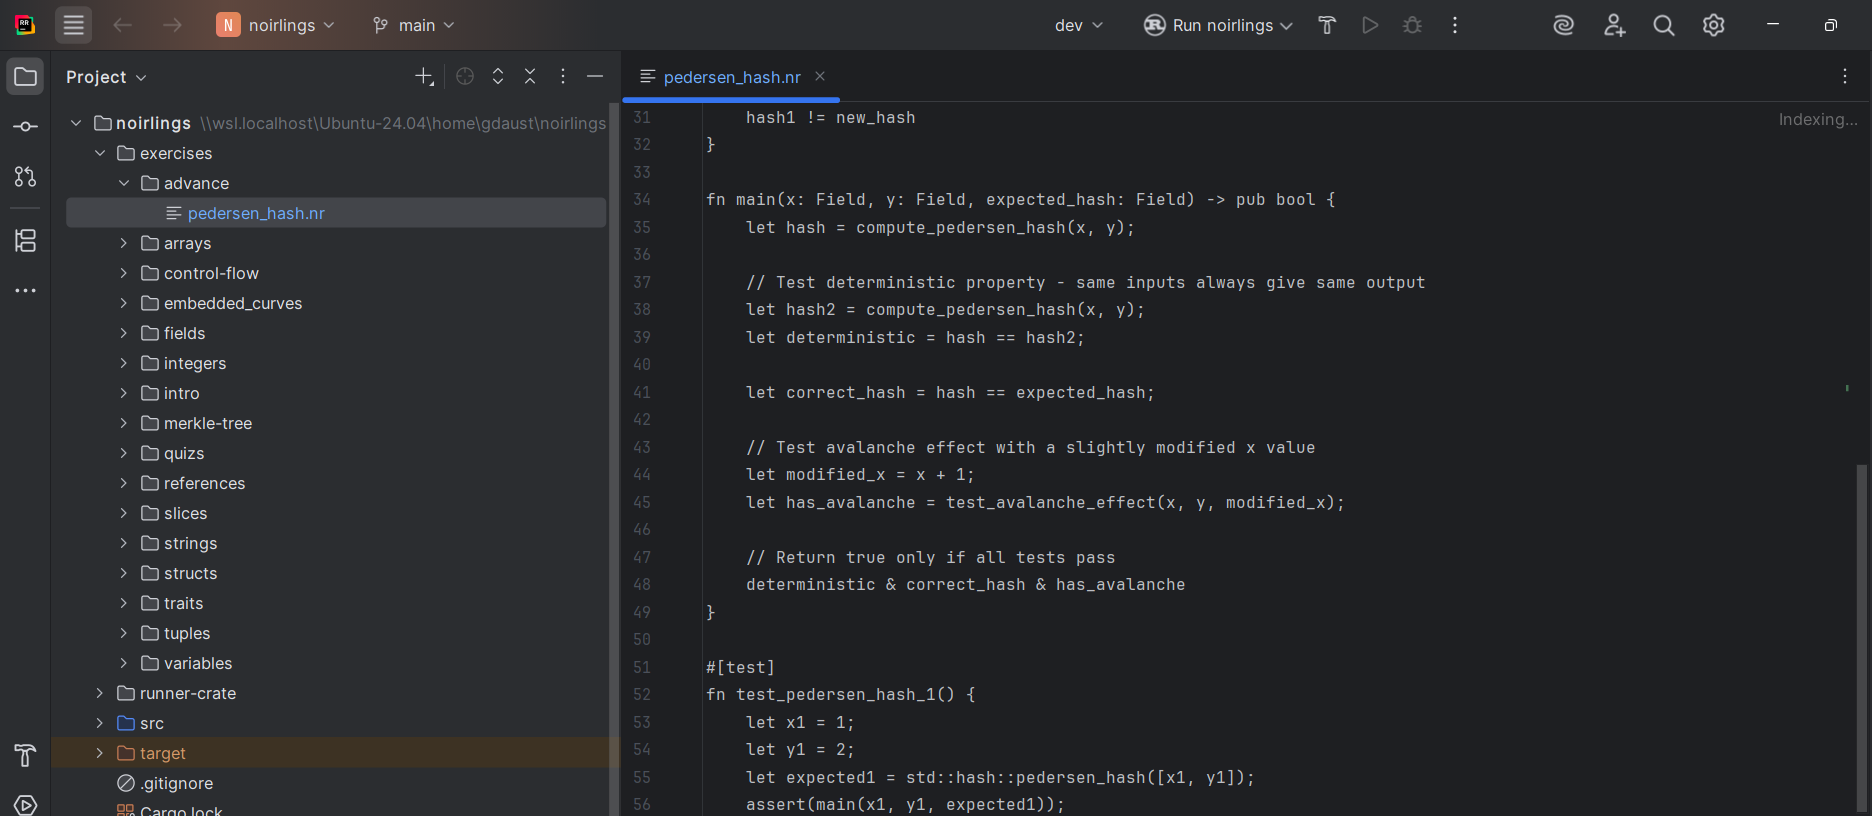 RR
N noirlings
main
dev
Run noirlings
Project
pedersen_hash.nr
noirlings \\wsl.localhost\Ubuntu-24.04\home\gdaust\noirlings
exercises
advance
pedersen_hash.nr
arrays
control-flow
embedded_curves
fields
integers
intro
merkle-tree
quizs
references
slices
strings
structs
traits
tuples
variables
runner-crate
src
target
.gitignore
Cargo.lock
Indexing...
31 hash1 != new_hash
32 }
33
34 fn main(x: Field, y: Field, expected_hash: Field) -> pub bool {
35 let hash = compute_pedersen_hash(x, y);
36
37 // Test deterministic property - same inputs always give same output
38 let hash2 = compute_pedersen_hash(x, y);
39 let deterministic = hash == hash2;
40
41 let correct_hash = hash == expected_hash;
42
43 // Test avalanche effect with a slightly modified x value
44 let modified_x = x + 1;
45 let has_avalanche = test_avalanche_effect(x, y, modified_x);
46
47 // Return true only if all tests pass
48 deterministic & correct_hash & has_avalanche
49 }
50
51 #[test]
52 fn test_pedersen_hash_1() {
53 let x1 = 1;
54 let y1 = 2;
55 let expected1 = std::hash::pedersen_hash([x1, y1]);
56 assert(main(x1, y1, expected1));